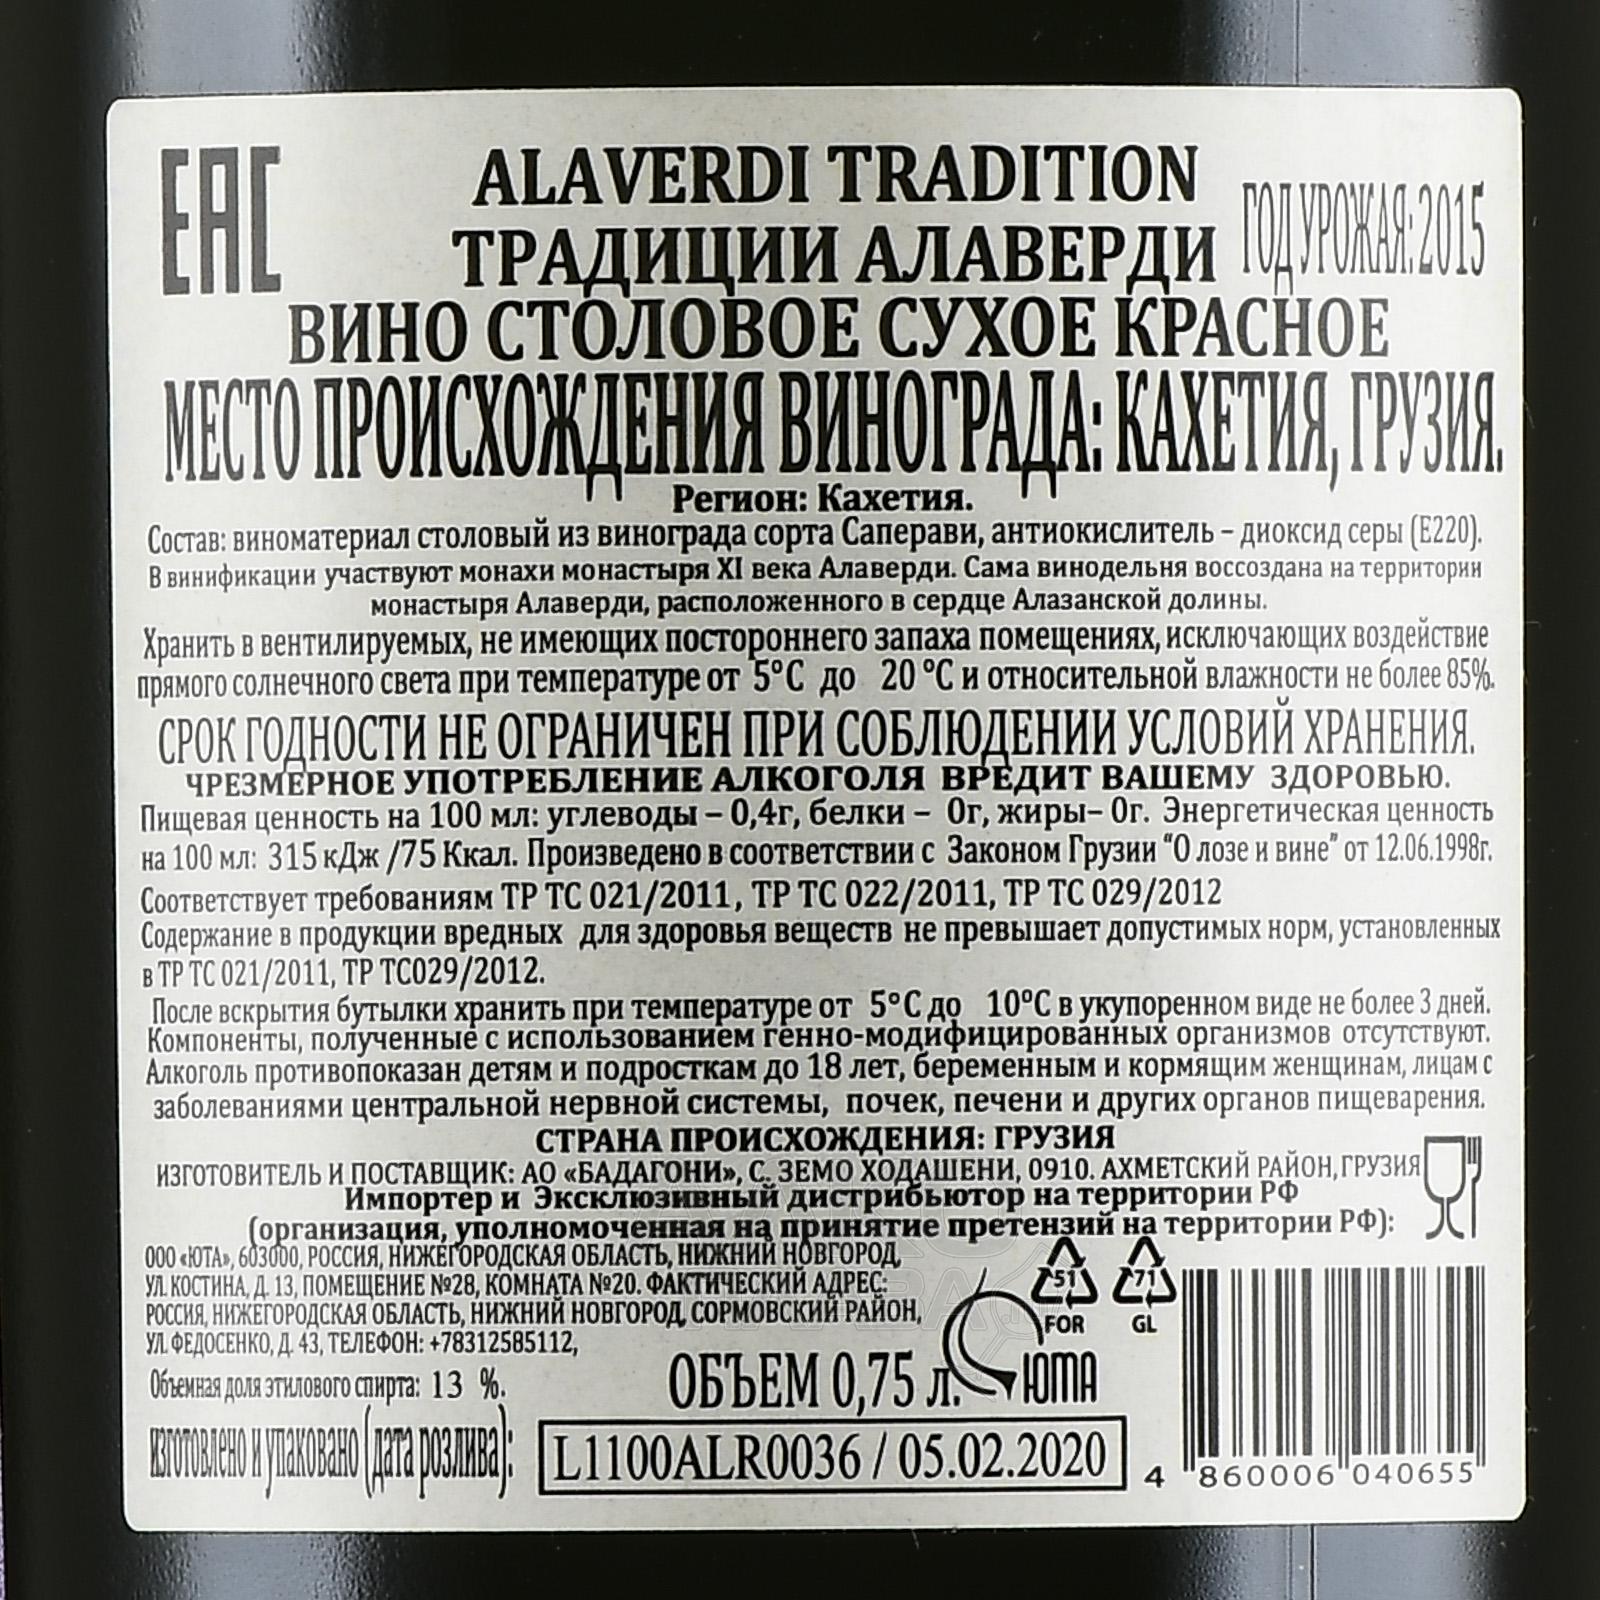 EAC
ALAVERDI TRADITION
ТРАДИЦИИ АЛАВЕРДИ
ГОД УРОЖАЯ: 2015
ВИНО СТОЛОВОЕ СУХОЕ КРАСНОЕ
МЕСТО ПРОИСХОЖДЕНИЯ ВИНОГРАДА: КАХЕТИЯ, ГРУЗИЯ.
Регион: Кахетия.
Состав: виноматериал столовый из винограда сорта Саперави, антиокислитель – диоксид серы (Е220).
В винификации участвуют монахи монастыря XI века Алаверди. Сама винодельня воссоздана на территории
монастыря Алаверди, расположенного в сердце Алазанской долины.
Хранить в вентилируемых, не имеющих постороннего запаха помещениях, исключающих воздействие
прямого солнечного света при температуре от 5°С до 20 °С и относительной влажности не более 85%.
СРОК ГОДНОСТИ НЕ ОГРАНИЧЕН ПРИ СОБЛЮДЕНИИ УСЛОВИЙ ХРАНЕНИЯ.
ЧРЕЗМЕРНОЕ УПОТРЕБЛЕНИЕ АЛКОГОЛЯ ВРЕДИТ ВАШЕМУ ЗДОРОВЬЮ.
Пищевая ценность на 100 мл: углеводы – 0,4г, белки – 0г, жиры– 0г. Энергетическая ценность
на 100 мл: 315 кДж /75 Ккал. Произведено в соответствии с Законом Грузии "О лозе и вине" от 12.06.1998г.
Соответствует требованиям ТР ТС 021/2011, ТР ТС 022/2011, ТР ТС 029/2012
Содержание в продукции вредных для здоровья веществ не превышает допустимых норм, установленных
в ТР ТС 021/2011, ТР ТС029/2012.
После вскрытия бутылки хранить при температуре от 5°С до 10°С в укупоренном виде не более 3 дней.
Компоненты, полученные с использованием генно-модифицированных организмов отсутствуют.
Алкоголь противопоказан детям и подросткам до 18 лет, беременным и кормящим женщинам, лицам с
заболеваниями центральной нервной системы, почек, печени и других органов пищеварения.
СТРАНА ПРОИСХОЖДЕНИЯ: ГРУЗИЯ
ИЗГОТОВИТЕЛЬ И ПОСТАВЩИК: АО «БАДАГОНИ», С. ЗЕМО ХОДАШЕНИ, 0910. АХМЕТСКИЙ РАЙОН, ГРУЗИЯ
Импортер и Эксклюзивный дистрибьютор на территории РФ
(организация, уполномоченная на принятие претензий на территории РФ):
ООО «ЮТА», 603000, РОССИЯ, НИЖЕГОРОДСКАЯ ОБЛАСТЬ, НИЖНИЙ НОВГОРОД,
УЛ. КОСТИНА, Д. 13, ПОМЕЩЕНИЕ №28, КОМНАТА №20. ФАКТИЧЕСКИЙ АДРЕС:
РОССИЯ, НИЖЕГОРОДСКАЯ ОБЛАСТЬ, НИЖНИЙ НОВГОРОД, СОРМОВСКИЙ РАЙОН,
УЛ. ФЕДОСЕНКО, Д. 43, ТЕЛЕФОН: +78312585112,
51
FOR
71
GL
Объемная доля этилового спирта: 13 %.
ОБЪЕМ 0,75 л.
ЮТА
изготовлено и упаковано (дата розлива):
L1100ALR0036 / 05.02.2020
4 860006 040655